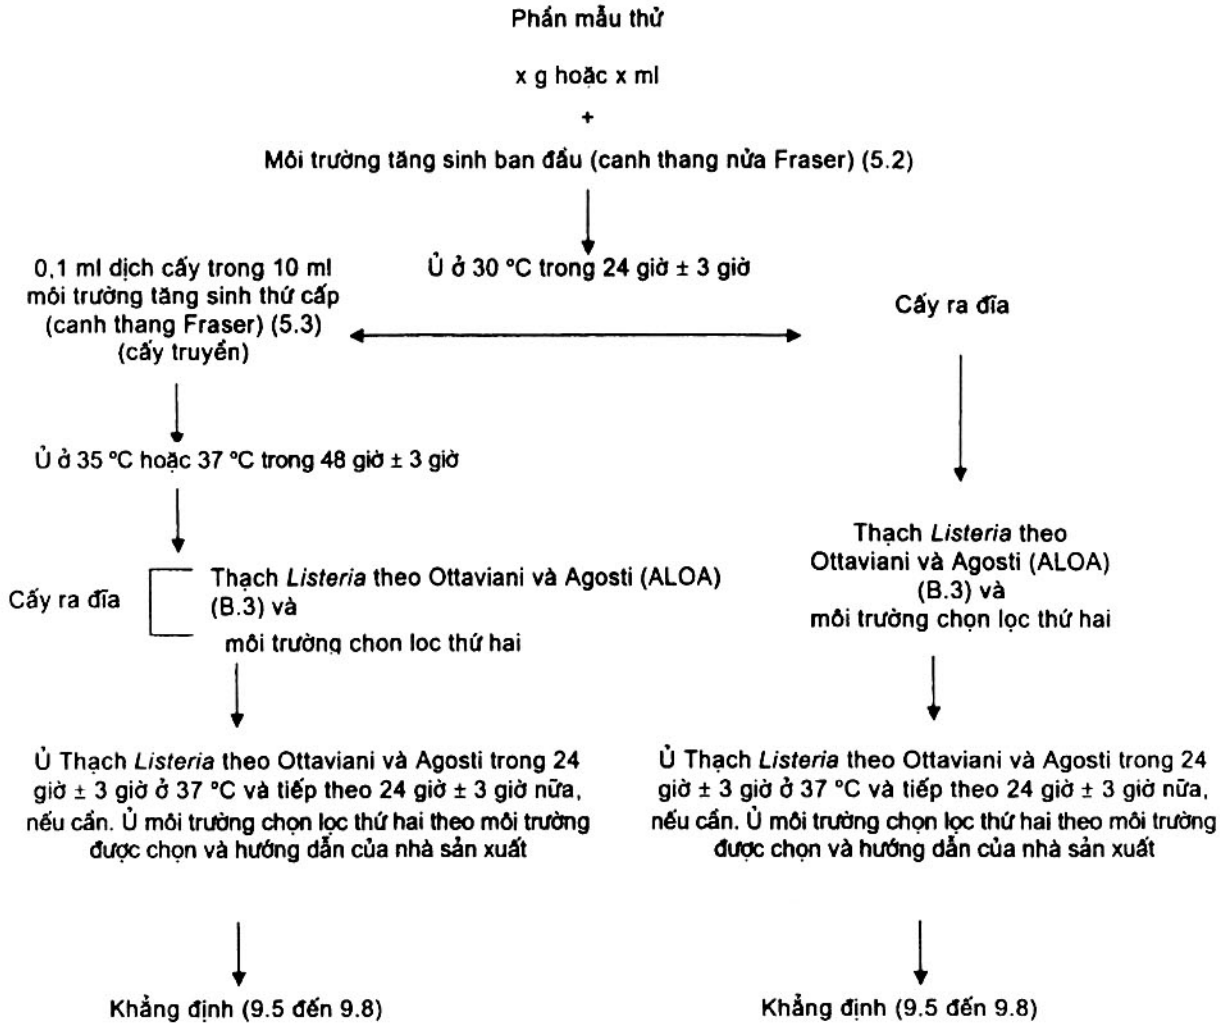 Phần mẫu thử
x g hoặc x ml
+
Môi trường tăng sinh ban đầu (canh thang nửa Fraser) (5.2)
Ủ ở 30 °C trong 24 giờ ± 3 giờ
0,1 ml dịch cấy trong 10 ml
môi trường tăng sinh thứ cấp
(canh thang Fraser) (5.3)
(cấy truyền)
Cấy ra đĩa
Ủ ở 35 °C hoặc 37 °C trong 48 giờ ± 3 giờ
Thạch Listeria theo
Ottaviani và Agosti (ALOA)
(B.3) và
môi trường chọn lọc thứ hai
Cấy ra đĩa
Thạch Listeria theo Ottaviani và Agosti (ALOA)
(B.3) và
môi trường chon loc thứ hai
Ủ Thạch Listeria theo Ottaviani và Agosti trong 24
giờ ± 3 giờ ở 37 °C và tiếp theo 24 giờ ± 3 giờ nữa,
nếu cần. Ủ môi trường chọn lọc thứ hai theo môi trường
được chọn và hướng dẫn của nhà sản xuất
Ủ Thạch Listeria theo Ottaviani và Agosti trong 24
giờ ± 3 giờ ở 37 °C và tiếp theo 24 giờ ± 3 giờ nữa,
nếu cần. Ủ môi trường chọn lọc thứ hai theo môi trường
được chọn và hướng dẫn của nhà sản xuất
Khẳng định (9.5 đến 9.8)
Khẳng định (9.5 đến 9.8)